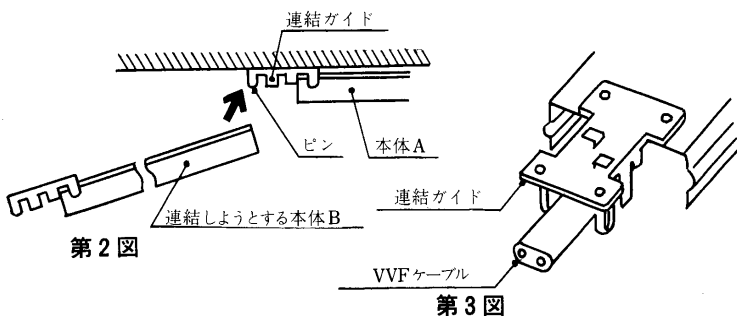 連結ガイド
ピン
本体A
連結しようとする本体B
第2図
連結ガイド
VVFケーブル
第3図